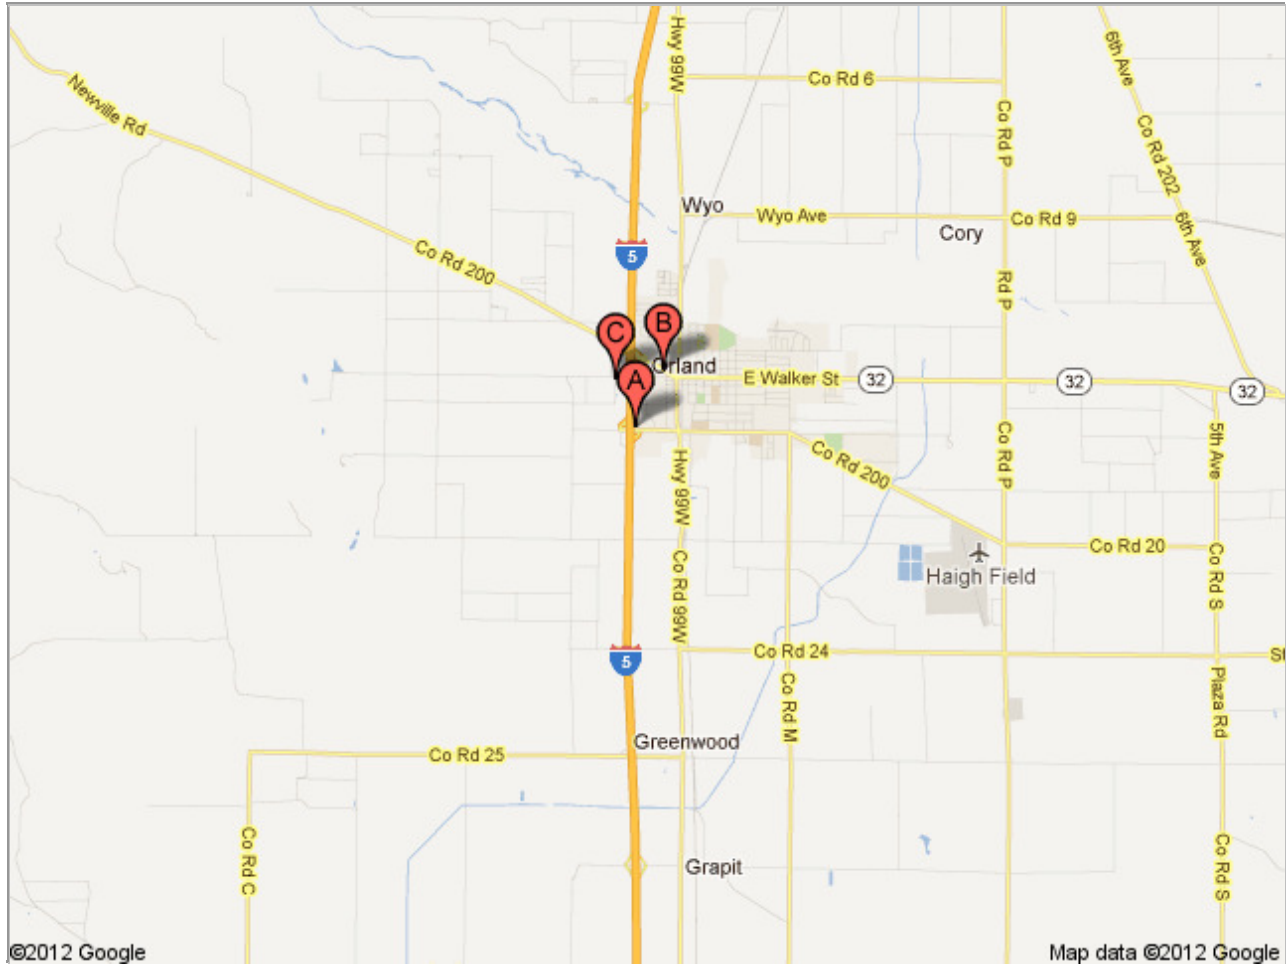 Hwy 99W
6th Ave
Co Rd 6
Newville Rd
Co Rd P
Co Rd 202
Wyo
Wyo Ave
Co Rd 9
6th Ave
Cory
Co Rd 200
5
Rd P
C
B
A
Orland
E Walker St
32
32
32
Co Rd 200
Co Rd P
5th Ave
Hwy 99W
Co Rd 20
Haigh Field
Co Rd S
Co Rd 99W
5
Co Rd 24
St
Co Rd M
Plaza Rd
Greenwood
Co Rd 25
Co Rd C
Grapit
Co Rd S
©2012 Google
Map data ©2012 Google